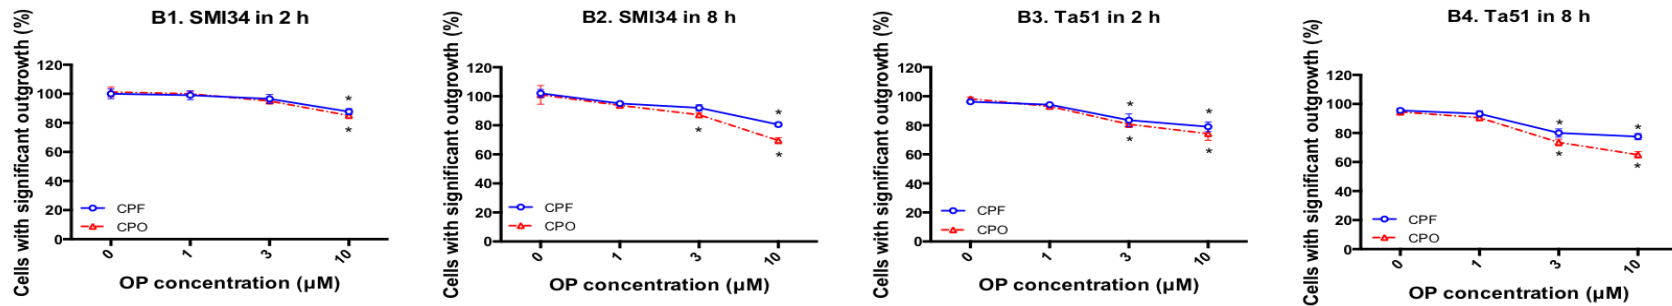 B1. SMI34 in 2 h
Cells with significant outgrowth (%)
120
100
80
60
40
20
0
CPF
CPO
*
*
0
1
3
10
OP concentration (µM)
B2. SMI34 in 8 h
Cells with significant outgrowth (%)
120
100
80
60
40
20
0
CPF
CPO
*
*
*
0
1
3
10
OP concentration (µM)
B3. Ta51 in 2 h
Cells with significant outgrowth (%)
120
100
80
60
40
20
0
CPF
CPO
*
*
*
*
0
1
3
10
OP concentration (µM)
B4. Ta51 in 8 h
Cells with significant outgrowth (%)
120
100
80
60
40
20
0
CPF
CPO
*
*
*
*
0
1
3
10
OP concentration (µM)